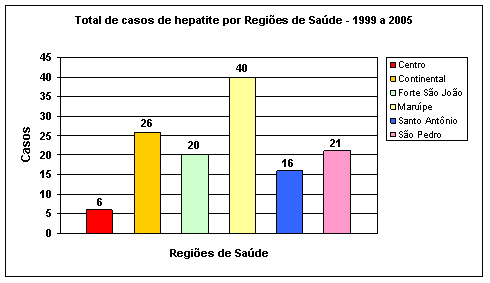 Total de casos de hepatite por Regiões de Saúde - 1999 a 2005
Casos
45
40
35
30
25
20
15
10
5
0
6
26
20
40
16
21
Regiões de Saúde
Centro
Continental
Forte São João
Maruípe
Santo Antônio
São Pedro